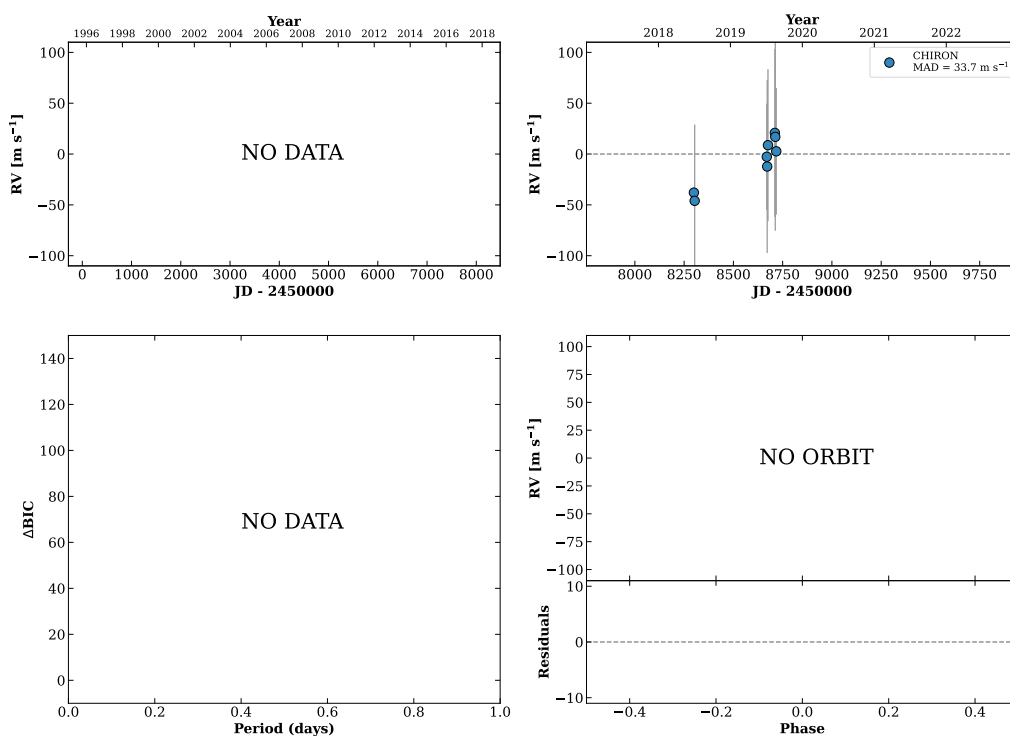 Year
1996 1998 2000 2002 2004 2006 2008 2010 2012 2014 2016 2018
100
50
0
−50
−100
RV [m s⁻¹]
NO DATA
0 1000 2000 3000 4000 5000 6000 7000 8000
JD - 2450000
Year
2018 2019 2020 2021 2022
100
50
0
−50
−100
RV [m s⁻¹]
CHIRON
MAD = 33.7 m s⁻¹
8000 8250 8500 8750 9000 9250 9500 9750
JD - 2450000
140
120
100
80
60
40
20
0
ΔBIC
NO DATA
0.0 0.2 0.4 0.6 0.8 1.0
Period (days)
100
75
50
25
0
−25
−50
−75
−100
RV [m s⁻¹]
NO ORBIT
10
0
−10
Residuals
−0.4 −0.2 0.0 0.2 0.4
Phase